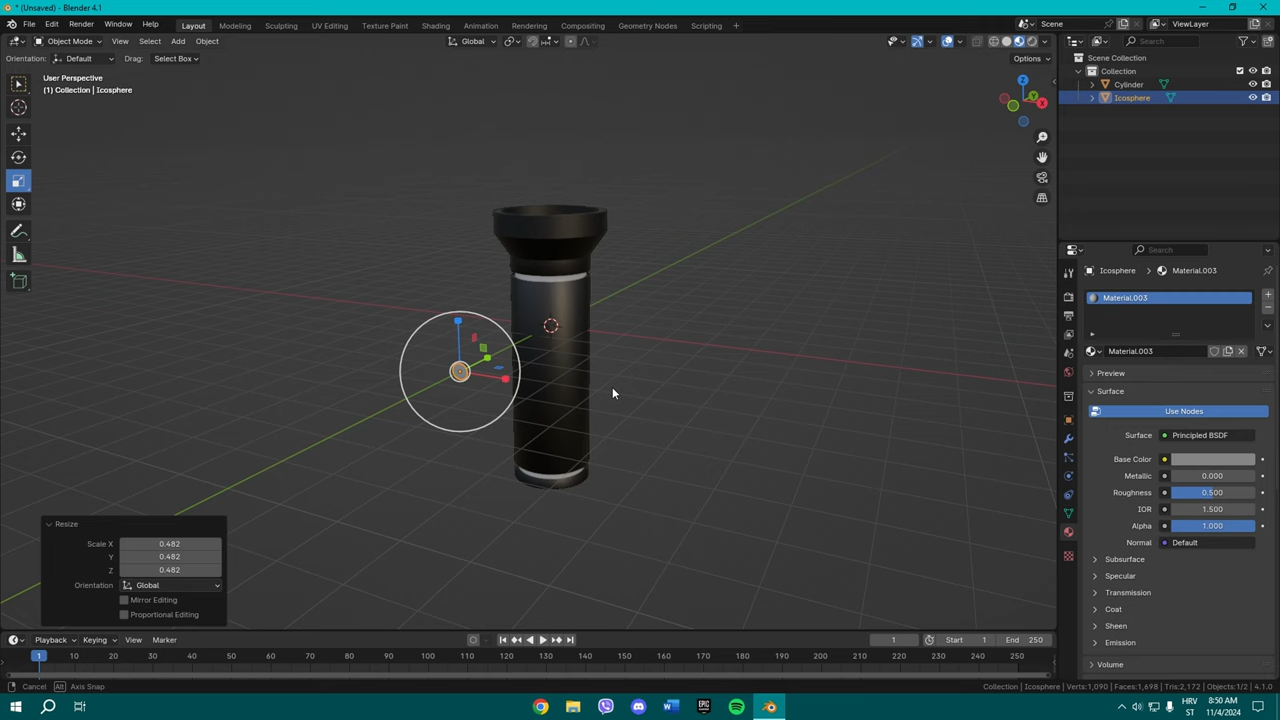 * (Unsaved) - Blender 4.1
File Edit Render Window Help Layout Modeling Sculpting UV Editing Texture Paint Shading Animation Rendering Compositing Geometry Nodes Scripting + Scene ViewLayer
Object Mode View Select Add Object Global Search
Orientation: Default Drag: Select Box Options
Scene Collection
Collection
Cylinder
Icosphere
User Perspective
(1) Collection | Icosphere
Z
Y
X
Search
Icosphere > Material.003
Material.003
Material.003
Preview
Surface
Use Nodes
Surface Principled BSDF
Base Color
Metallic 0.000
Roughness 0.500
IOR 1.500
Alpha 1.000
Normal Default
Subsurface
Specular
Transmission
Coat
Sheen
Emission
Volume
Resize
Scale X 0.482
Y 0.482
Z 0.482
Orientation Global
Mirror Editing
Proportional Editing
Playback Keying View Marker 1 Start 1 End 250
1 10 20 30 40 50 60 70 80 90 100 110 120 130 140 150 160 170 180 190 200 210 220 230 240 250
Cancel Alt Axis Snap Collection | Icosphere | Verts:1,090 | Faces:1,698 | Tris:2,172 | Objects:1/2 | 4.1.0
W EPIC HRV ST 8:50 AM 11/4/2024